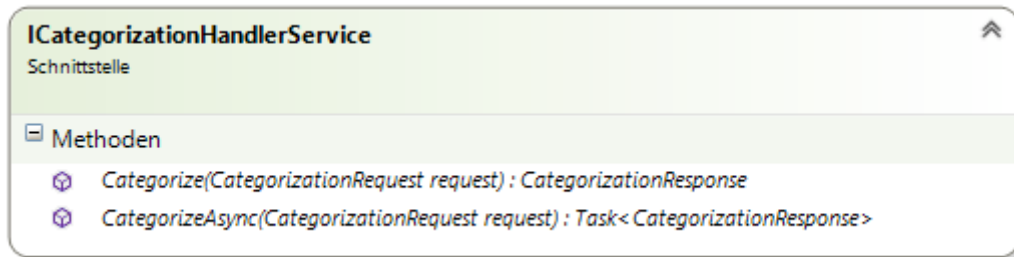 ICategorizationHandlerService
Schnittstelle
Methoden
Categorize(CategorizationRequest request) : CategorizationResponse
CategorizeAsync(CategorizationRequest request) : Task<CategorizationResponse>